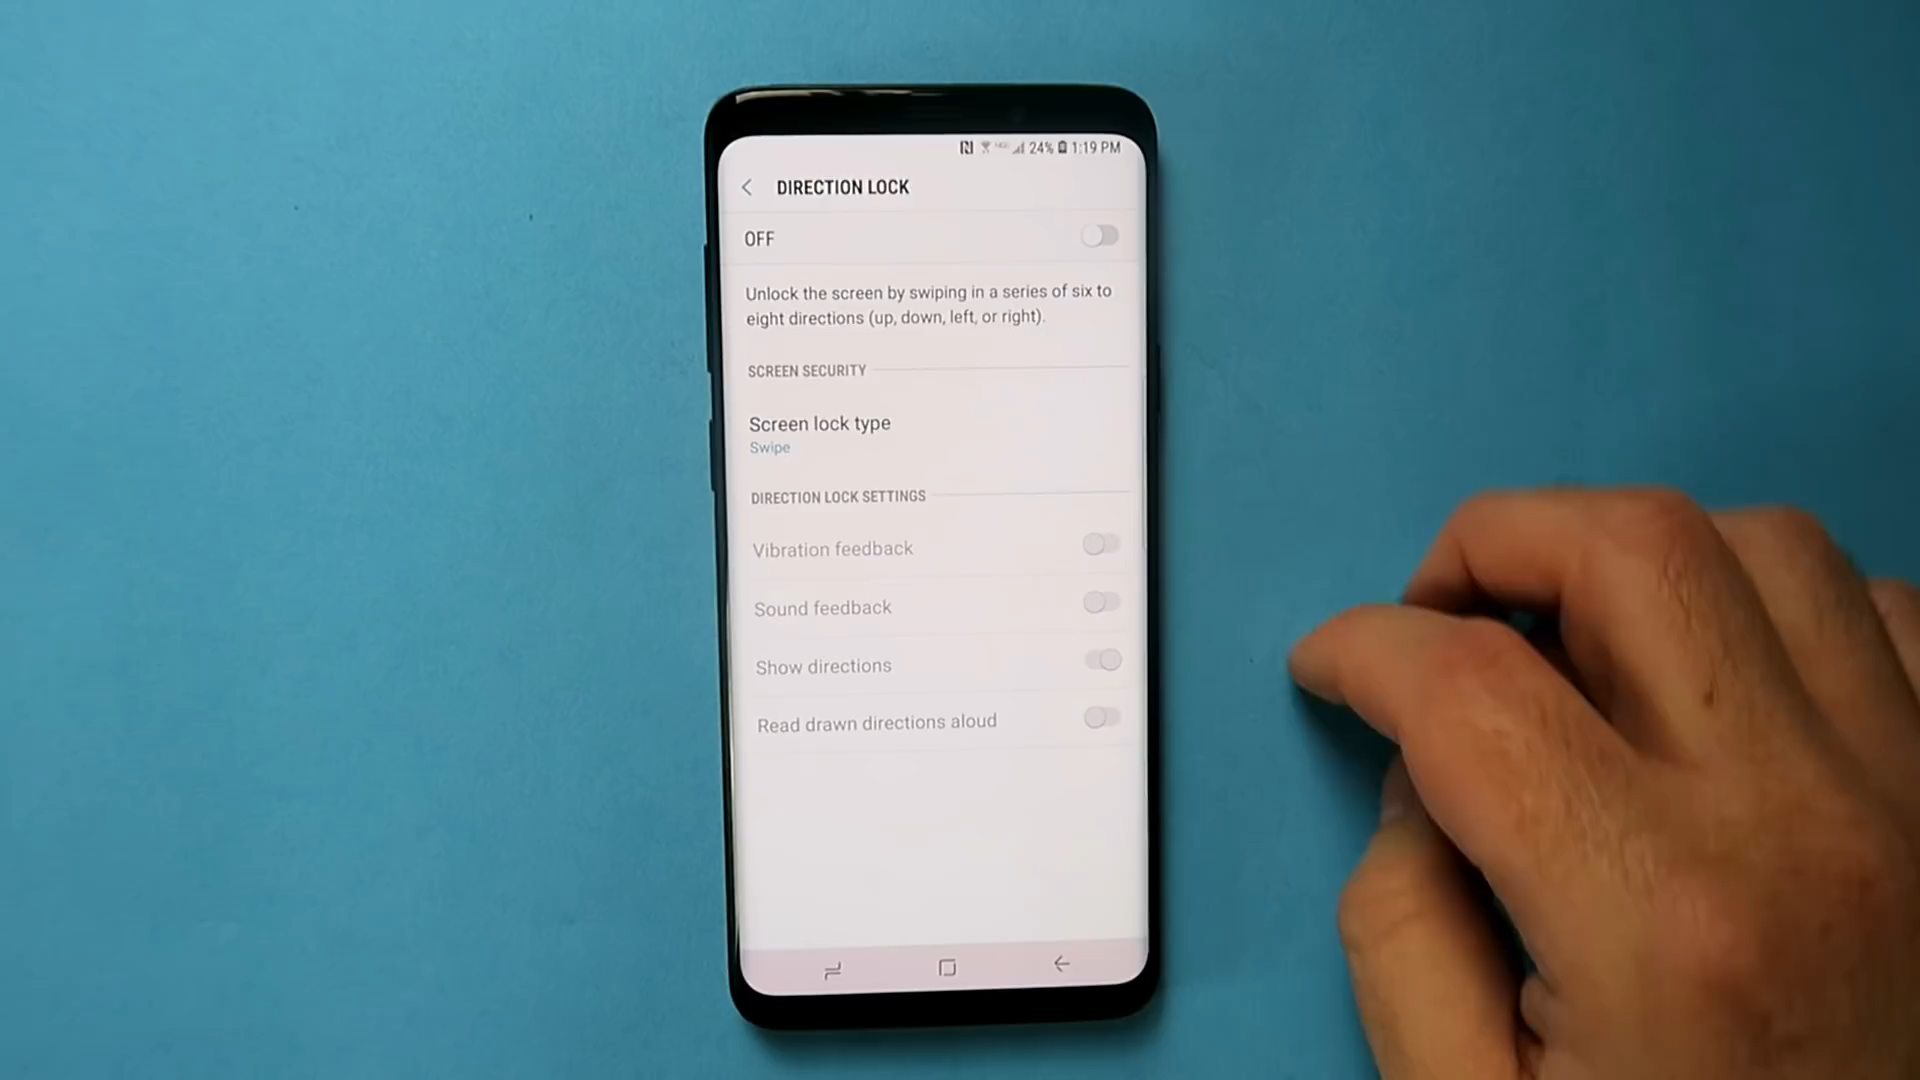 24% 1:19 PM
DIRECTION LOCK
OFF
Unlock the screen by swiping in a series of six to
eight directions (up, down, left, or right).
SCREEN SECURITY
Screen lock type
Swipe
DIRECTION LOCK SETTINGS
Vibration feedback
Sound feedback
Show directions
Read drawn directions aloud